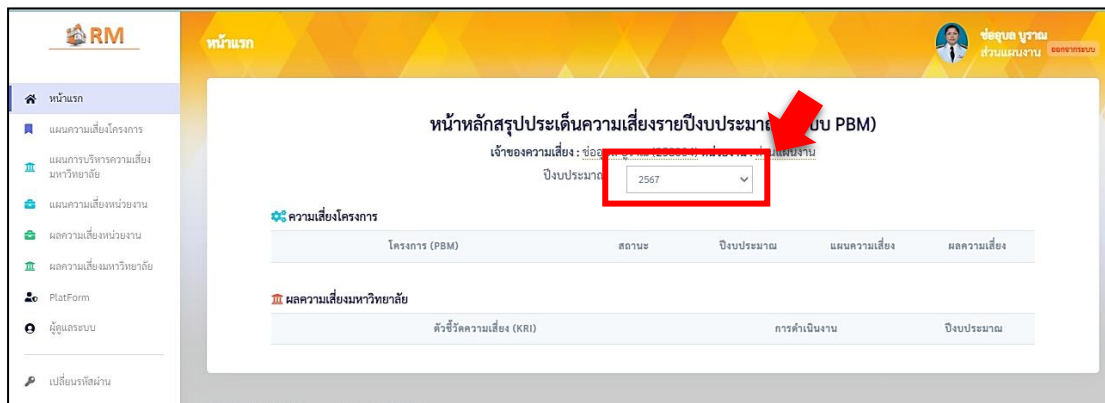 RM
หน้าแรก
ช่ออุบล บูราณ
ส่วนแผนงาน ออกจากระบบ
หน้าแรก
แผนความเสี่ยงโครงการ
แผนการบริหารความเสี่ยง
มหาวิทยาลัย
แผนความเสี่ยงหน่วยงาน
ผลความเสี่ยงหน่วยงาน
ผลความเสี่ยงมหาวิทยาลัย
PlatForm
ผู้ดูแลระบบ
เปลี่ยนรหัสผ่าน
หน้าหลักสรุปประเด็นความเสี่ยงรายปีงบประมาณ PBM)
เจ้าของความเสี่ยง :
ปีงบประมาณ 2567
ความเสี่ยงโครงการ
โครงการ (PBM) สถานะ ปีงบประมาณ แผนความเสี่ยง ผลความเสี่ยง
ผลความเสี่ยงมหาวิทยาลัย
ตัวชี้วัดความเสี่ยง (KRI) การดำเนินงาน ปีงบประมาณ